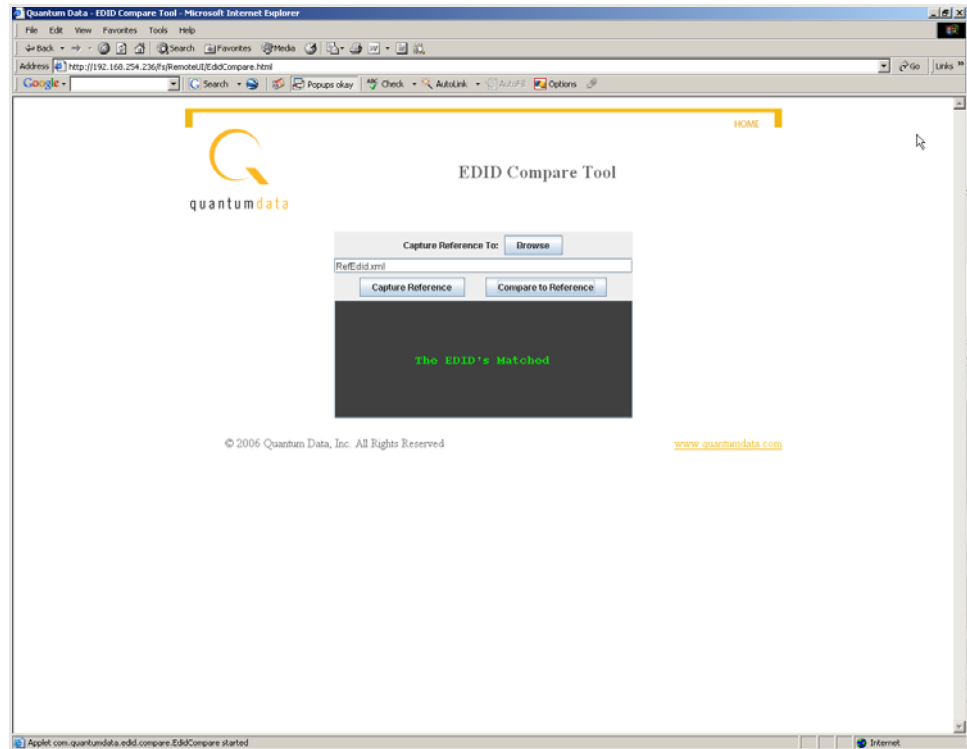 Quantum Data - EDID Compare Tool - Microsoft Internet Explorer
File Edit View Favorites Tools Help
Back Search Favorites Media
Address http://192.168.254.236/fs/RemoteUI/EdidCompare.html Go Links »
Google Search Popups okay ABC Check AutoLink AutoFill Options
HOME
EDID Compare Tool
quantumdata
Capture Reference To: Browse
RefEdid.xml
Capture Reference Compare to Reference
The EDID's Matched
© 2006 Quantum Data, Inc. All Rights Reserved www.quantumdata.com
Applet com.quantumdata.edid.compare.EdidCompare started Internet